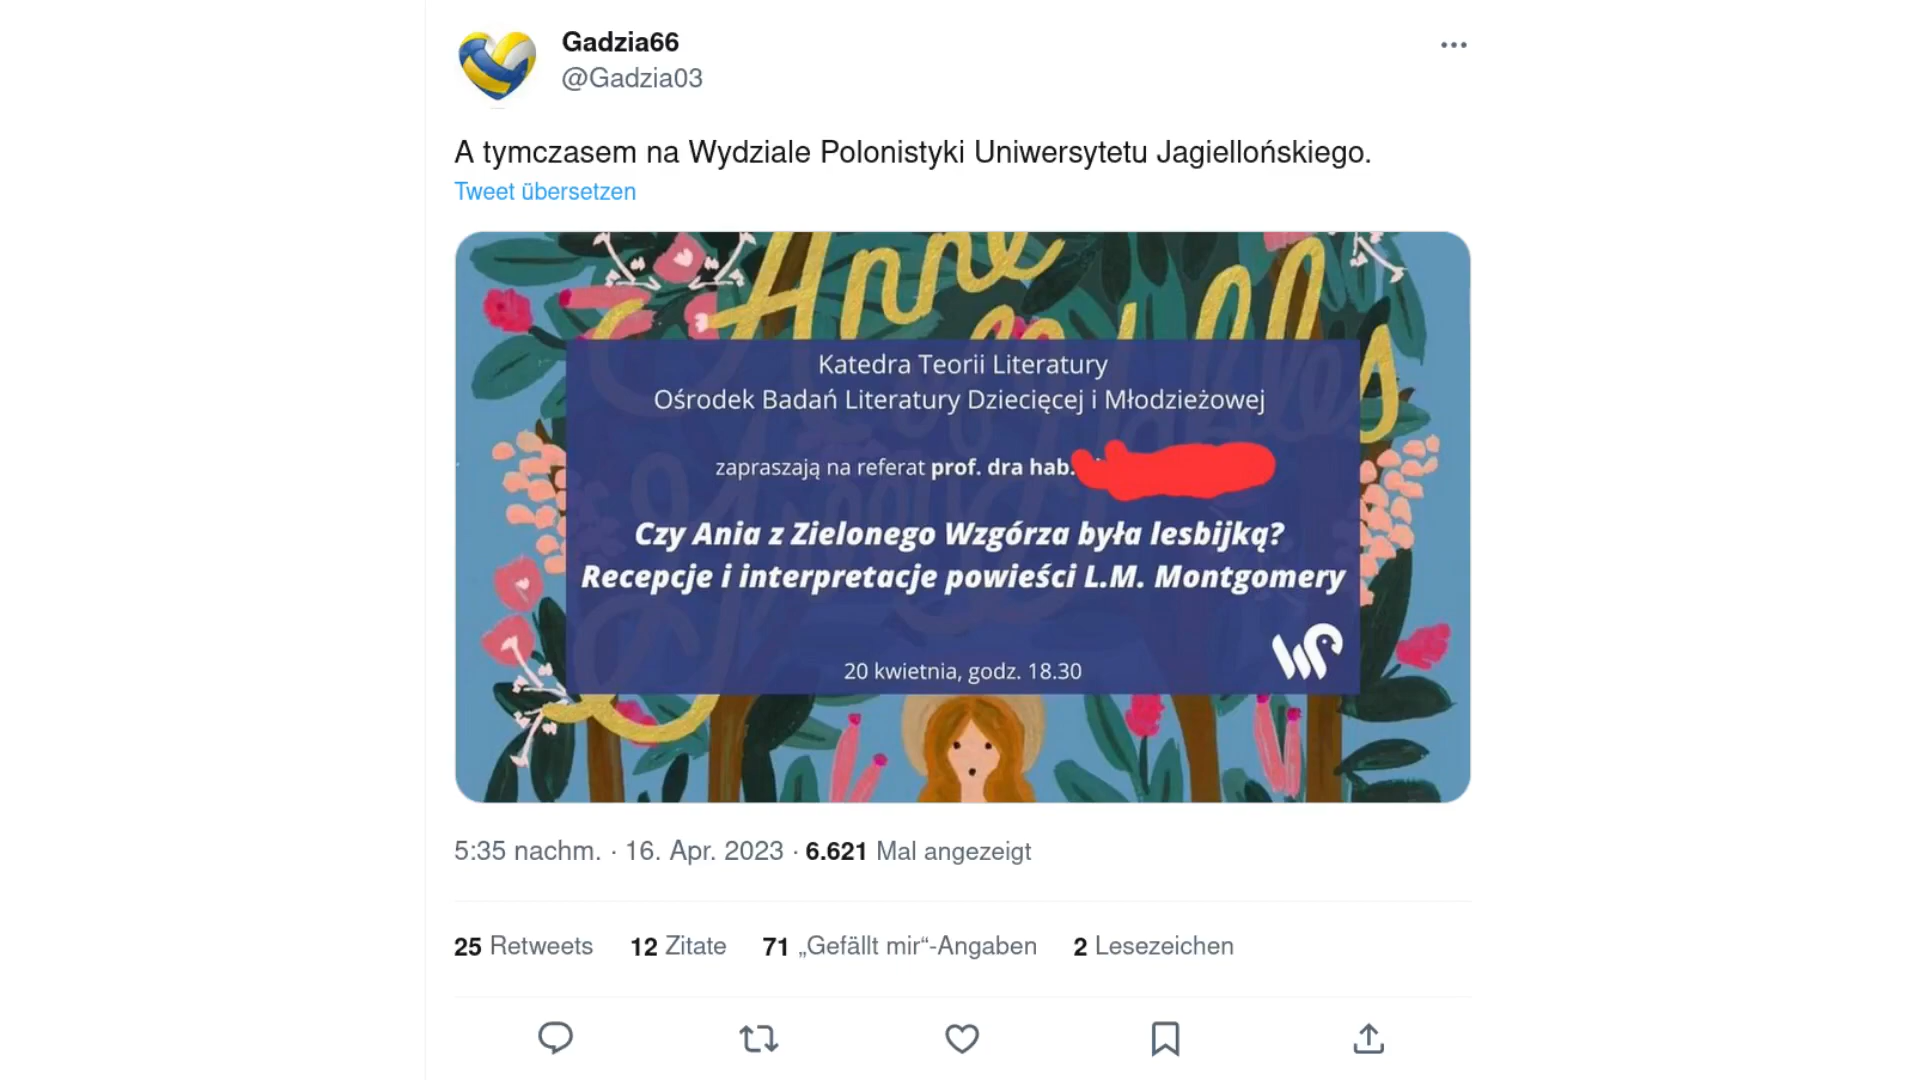 Gadzia66
@Gadzia03
A tymczasem na Wydziale Polonistyki Uniwersytetu Jagiellońskiego.
Tweet übersetzen
Anne
Katedra Teorii Literatury
Ośrodek Badań Literatury Dziecięcej i Młodzieżowej
zapraszają na referat prof. dra hab.
Czy Ania z Zielonego Wzgórza była lesbijką?
Recepcje i interpretacje powieści L.M. Montgomery
20 kwietnia, godz. 18.30
5:35 nachm. · 16. Apr. 2023 · 6.621 Mal angezeigt
25 Retweets 12 Zitate 71 „Gefällt mir“-Angaben 2 Lesezeichen